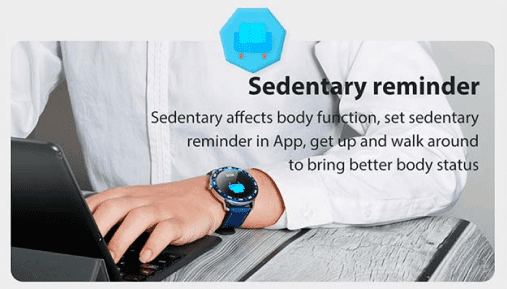 Sedentary reminder
Sedentary affects body function, set sedentary
reminder in App, get up and walk around
to bring better body status